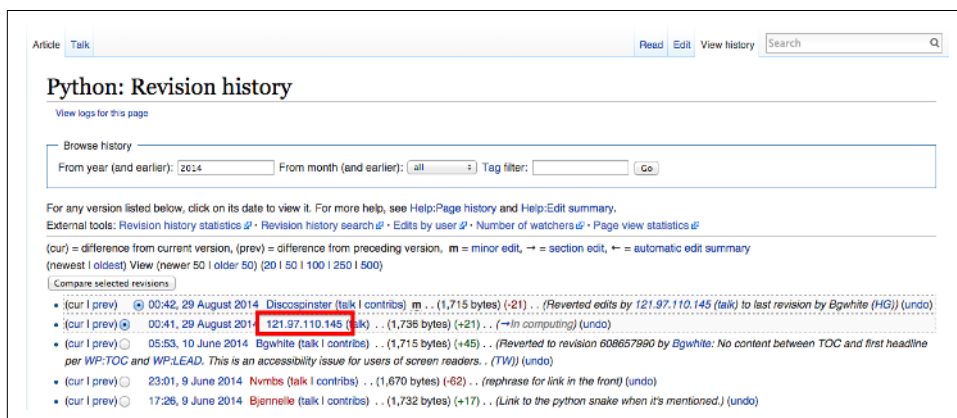 Article Talk Read Edit View history Search
Python: Revision history
View logs for this page
Browse history
From year (and earlier): 2014 From month (and earlier): all Tag filter: Go
For any version listed below, click on its date to view it. For more help, see Help:Page history and Help:Edit summary.
External tools: Revision history statistics · Revision history search · Edits by user · Number of watchers · Page view statistics
(cur) = difference from current version, (prev) = difference from preceding version, m = minor edit, → = section edit, ← = automatic edit summary
(newest | oldest) View (newer 50 | older 50) (20 | 50 | 100 | 250 | 500)
Compare selected revisions
• (cur | prev) 00:42, 29 August 2014 Discospinster (talk | contribs) m . . (1,715 bytes) (-21) . . (Reverted edits by 121.97.110.145 (talk) to last revision by Bgwhite (HG)) (undo)
• (cur | prev) 00:41, 29 August 2014 121.97.110.145 (talk) . . (1,736 bytes) (+21) . . (→In computing) (undo)
• (cur | prev) 05:53, 10 June 2014 Bgwhite (talk | contribs) . . (1,715 bytes) (+45) . . (Reverted to revision 608657990 by Bgwhite: No content between TOC and first headline
per WP:TOC and WP:LEAD. This is an accessibility issue for users of screen readers. . (TW)) (undo)
• (cur | prev) 23:01, 9 June 2014 Nvmbs (talk | contribs) . . (1,670 bytes) (-62) . . (rephrase for link in the front) (undo)
• (cur | prev) 17:26, 9 June 2014 Bjennelle (talk | contribs) . . (1,732 bytes) (+17) . . (Link to the python snake when it's mentioned.) (undo)